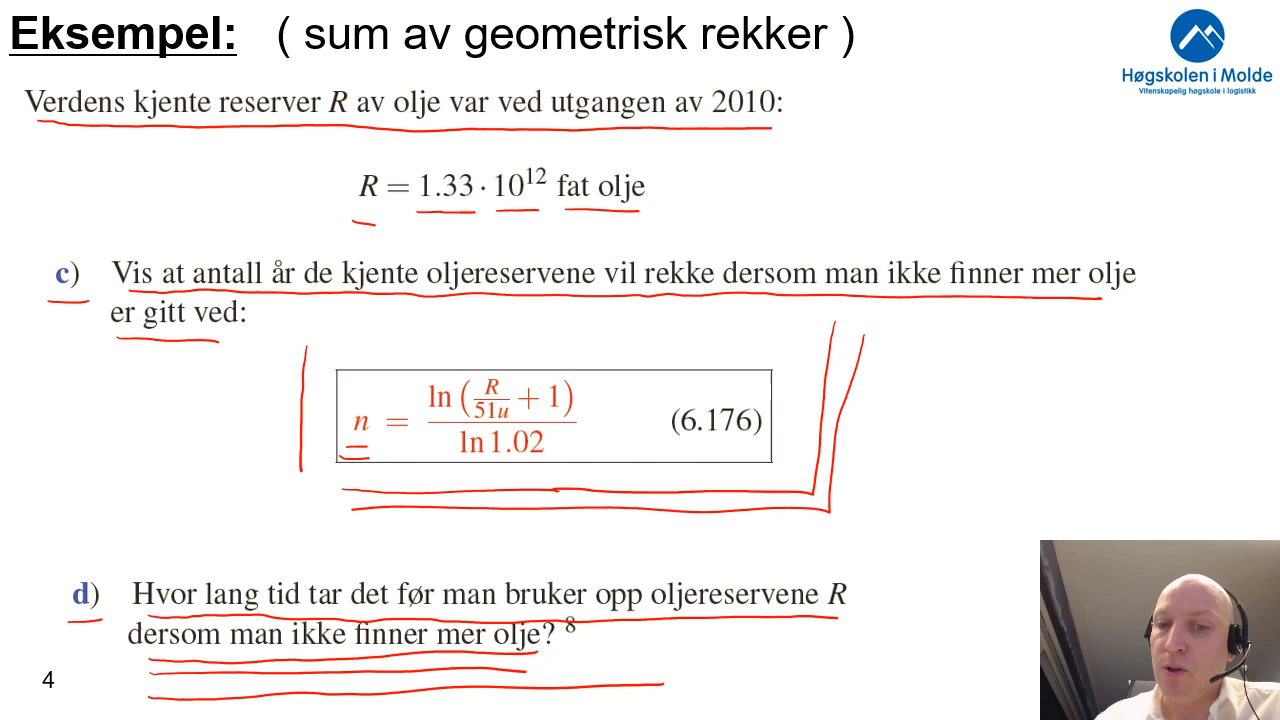 Eksempel: ( sum av geometrisk rekker )
Høgskolen i Molde
Vitenskapelig høgskole i logistikk
Verdens kjente reserver R av olje var ved utgangen av 2010:
R = 1.33 · 10^12 fat olje
c) Vis at antall år de kjente oljereservene vil rekke dersom man ikke finner mer olje
er gitt ved:
n = ln (R/51u + 1) / ln 1.02 (6.176)
d) Hvor lang tid tar det før man bruker opp oljereservene R
dersom man ikke finner mer olje? 8
4